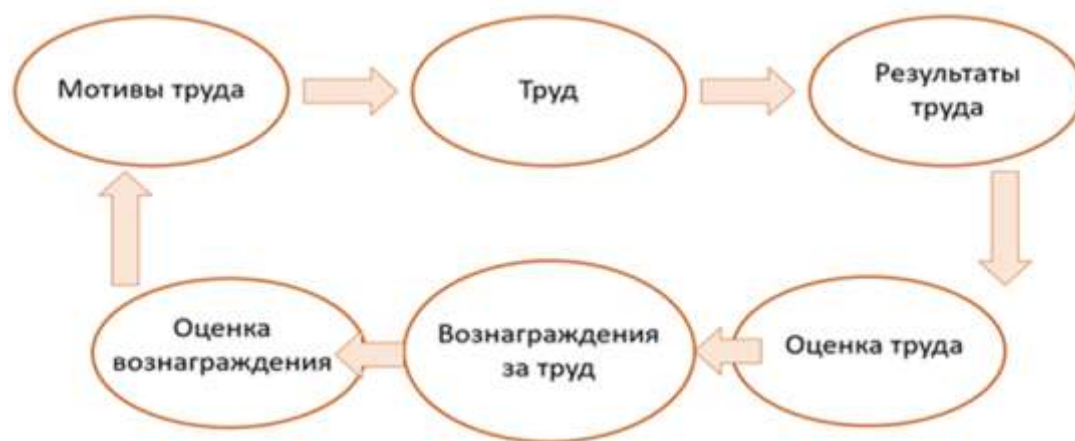 Мотивы труда
Труд
Результаты
труда
Оценка
вознаграждения
Вознаграждения
за труд
Оценка труда